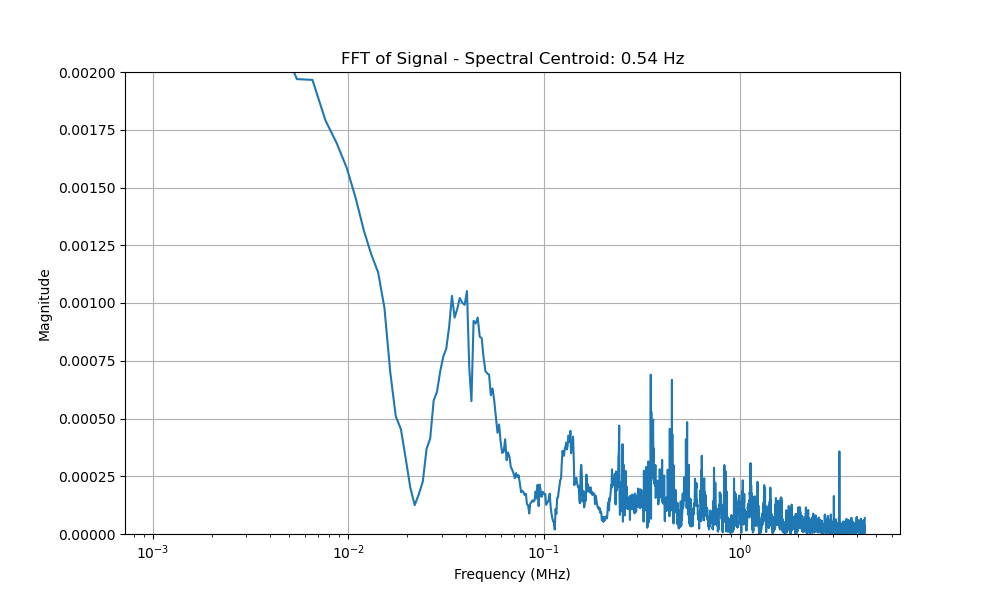 FFT of Signal - Spectral Centroid: 0.54 Hz
0.00200
0.00175
0.00150
0.00125
0.00100
0.00075
0.00050
0.00025
0.00000
Magnitude
10⁻³ 10⁻² 10⁻¹ 10⁰
Frequency (MHz)